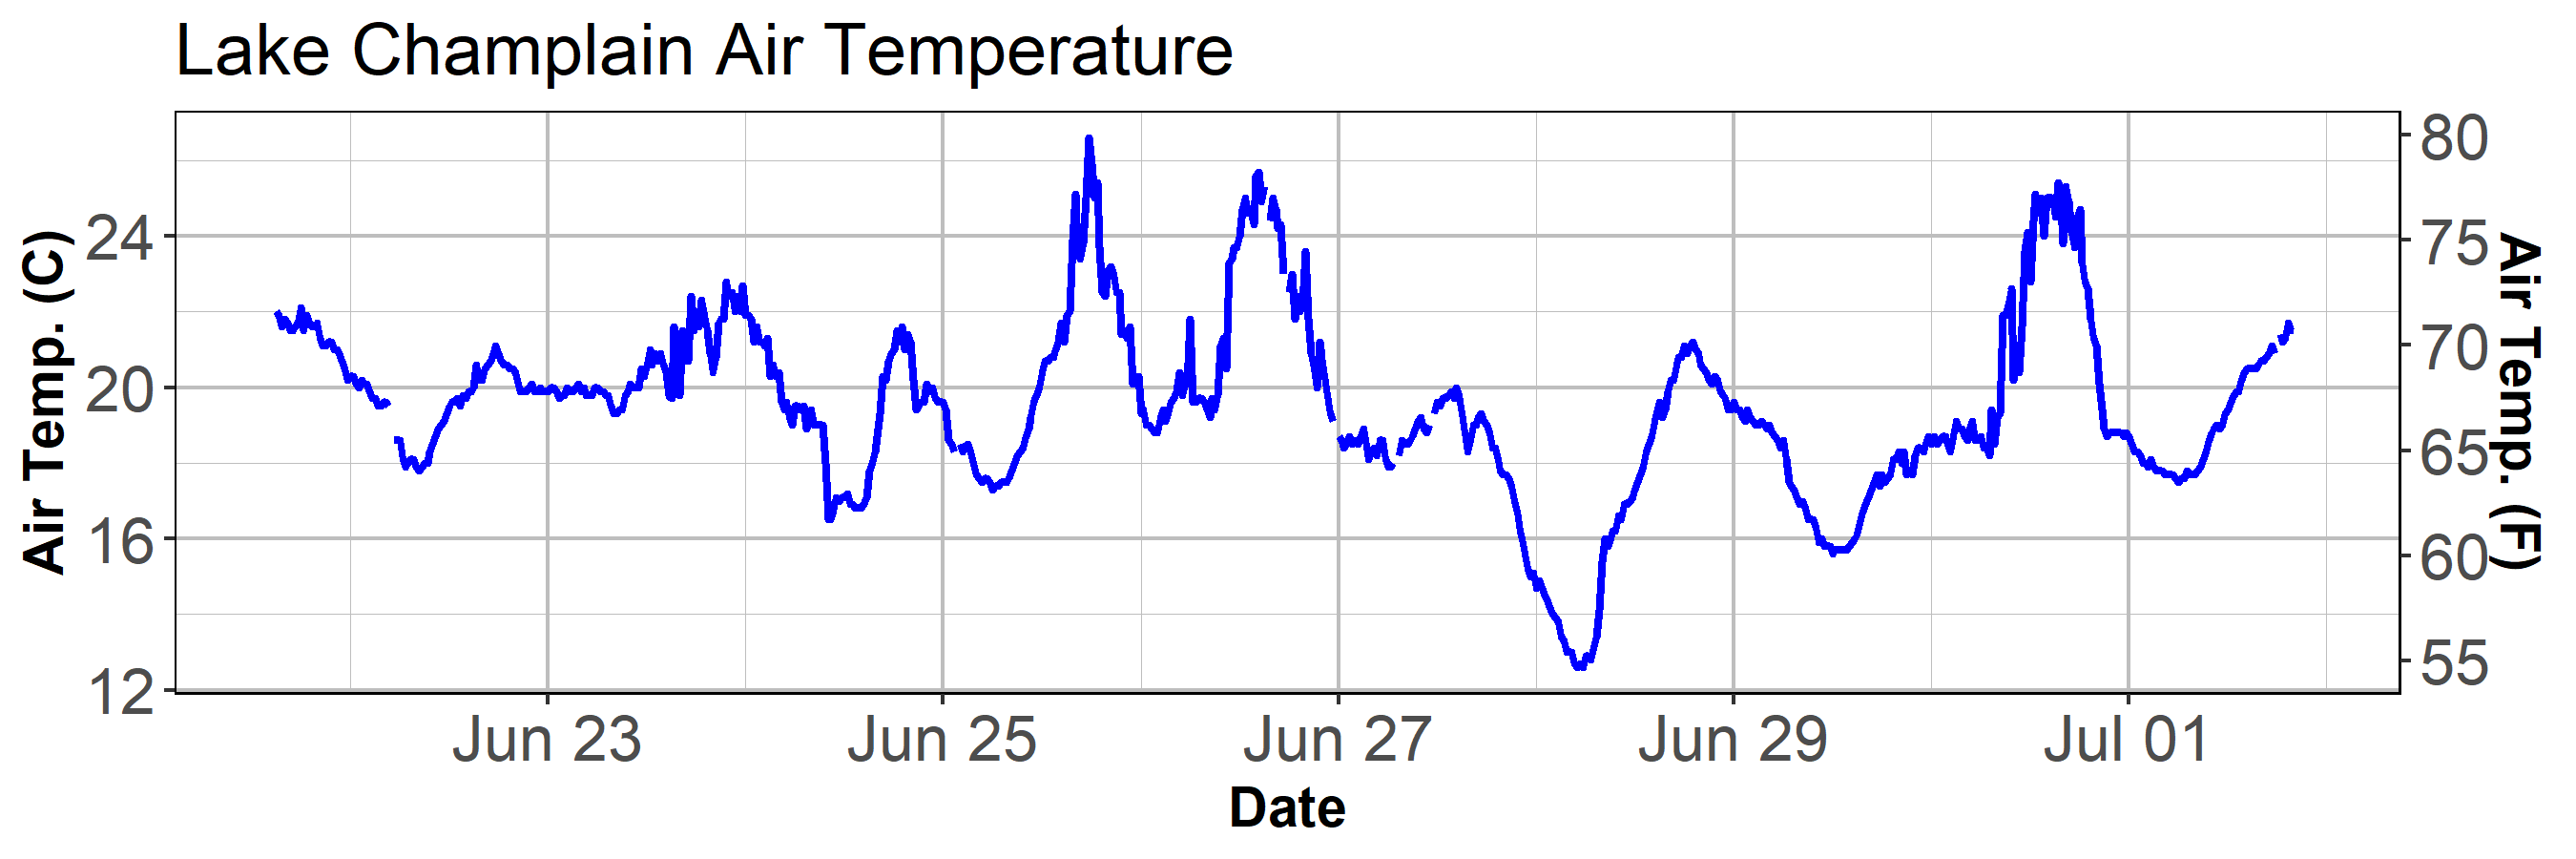 Lake Champlain Air Temperature
Air Temp. (C)
24
20
16
12
80
75
70
65
60
55
Air Temp. (F)
Jun 23
Jun 25
Jun 27
Jun 29
Jul 01
Date